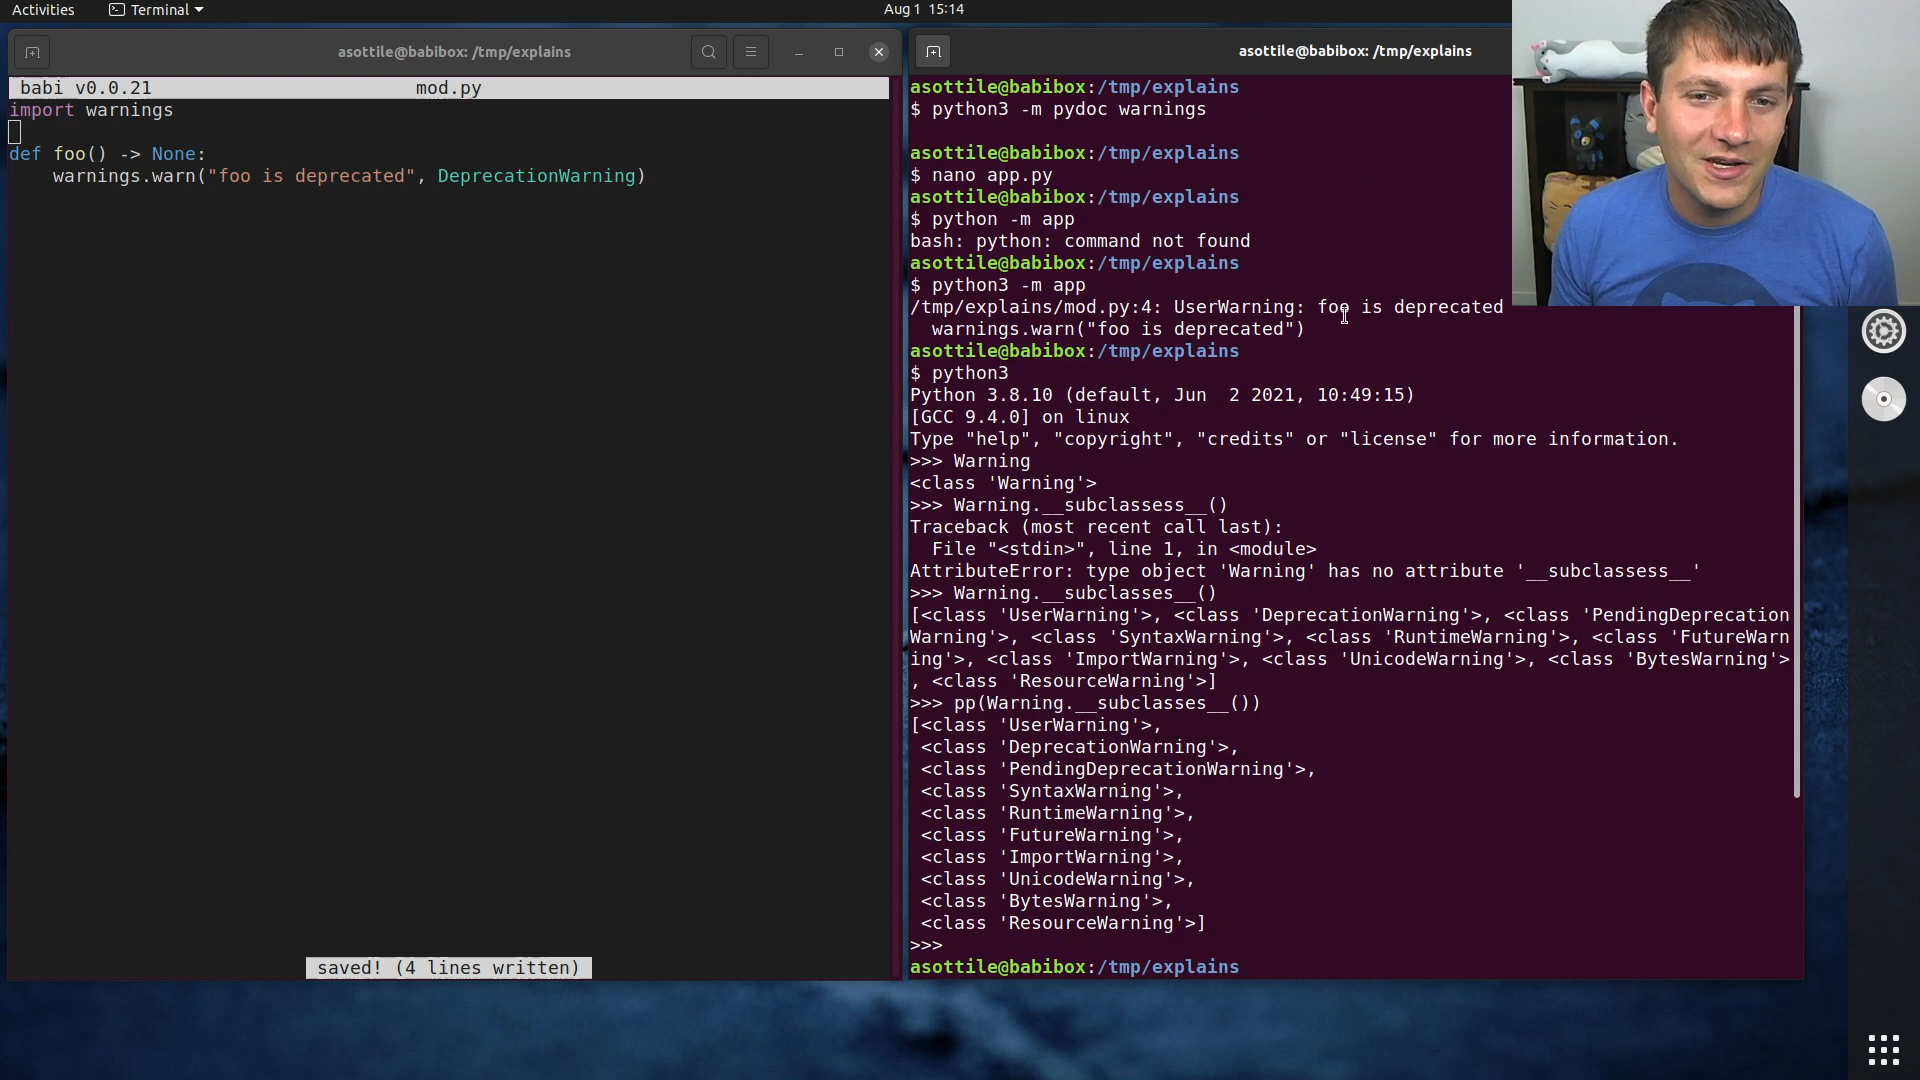 Activities
Terminal
Aug 1 15:14
asottile@babibox: /tmp/explains
babi v0.0.21 mod.py
import warnings
def foo() -> None:
warnings.warn("foo is deprecated", DeprecationWarning)
saved! (4 lines written)
asottile@babibox: /tmp/explains
asottile@babibox:/tmp/explains
$ python3 -m pydoc warnings
asottile@babibox:/tmp/explains
$ nano app.py
asottile@babibox:/tmp/explains
$ python -m app
bash: python: command not found
asottile@babibox:/tmp/explains
$ python3 -m app
/tmp/explains/mod.py:4: UserWarning: foo is deprecated
warnings.warn("foo is deprecated")
asottile@babibox:/tmp/explains
$ python3
Python 3.8.10 (default, Jun  2 2021, 10:49:15)
[GCC 9.4.0] on linux
Type "help", "copyright", "credits" or "license" for more information.
>>> Warning
<class 'Warning'>
>>> Warning.__subclassess__()
Traceback (most recent call last):
File "<stdin>", line 1, in <module>
AttributeError: type object 'Warning' has no attribute '__subclassess__'
>>> Warning.__subclasses__()
[<class 'UserWarning'>, <class 'DeprecationWarning'>, <class 'PendingDeprecation
Warning'>, <class 'SyntaxWarning'>, <class 'RuntimeWarning'>, <class 'FutureWarn
ing'>, <class 'ImportWarning'>, <class 'UnicodeWarning'>, <class 'BytesWarning'>
, <class 'ResourceWarning'>]
>>> pp(Warning.__subclasses__())
[<class 'UserWarning'>,
<class 'DeprecationWarning'>,
<class 'PendingDeprecationWarning'>,
<class 'SyntaxWarning'>,
<class 'RuntimeWarning'>,
<class 'FutureWarning'>,
<class 'ImportWarning'>,
<class 'UnicodeWarning'>,
<class 'BytesWarning'>,
<class 'ResourceWarning'>]
>>>
asottile@babibox:/tmp/explains